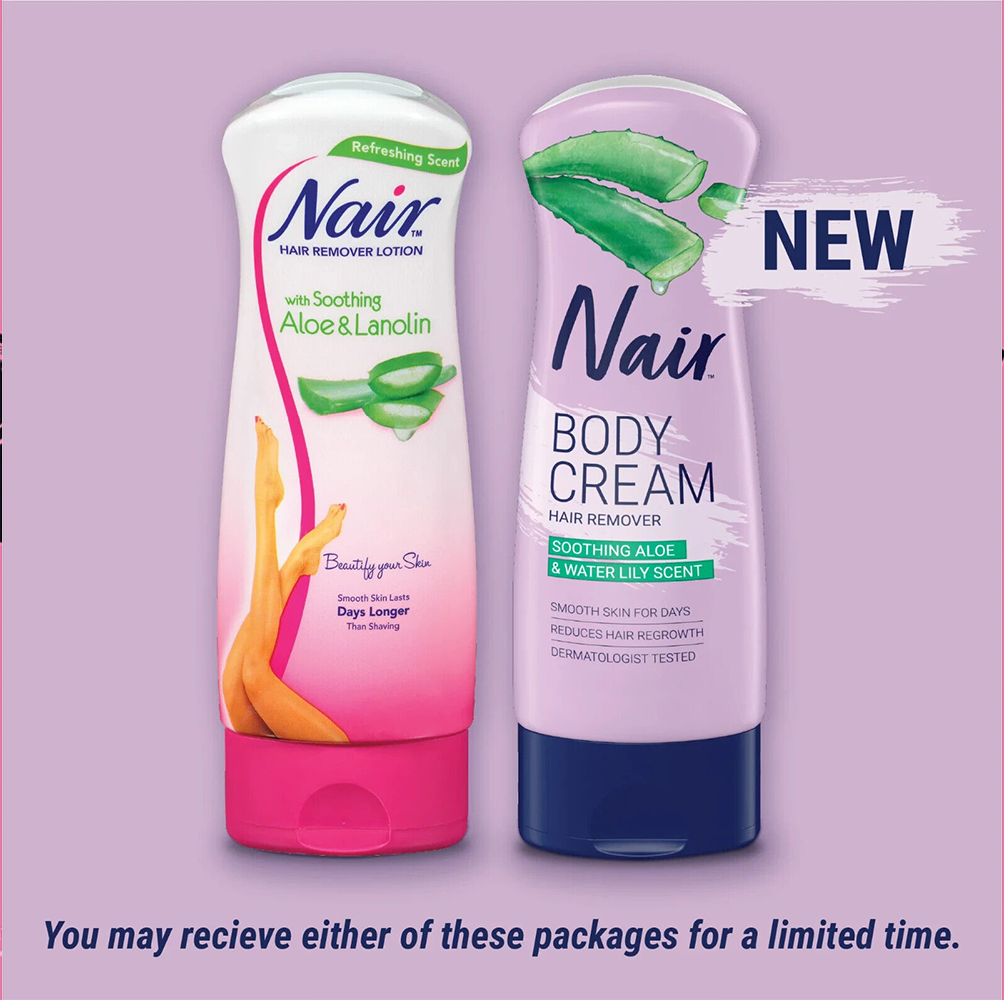 Refreshing Scent
Nair™
HAIR REMOVER LOTION
with Soothing
Aloe & Lanolin
Beautify your Skin
Smooth Skin Lasts
Days Longer
Than Shaving
NEW
Nair™
BODY
CREAM
HAIR REMOVER
SOOTHING ALOE
& WATER LILY SCENT
SMOOTH SKIN FOR DAYS
REDUCES HAIR REGROWTH
DERMATOLOGIST TESTED
You may recieve either of these packages for a limited time.